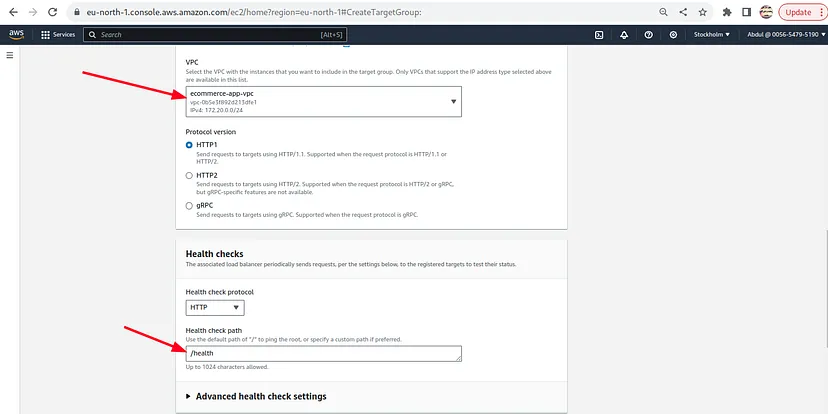 eu-north-1.console.aws.amazon.com/ec2/home?region=eu-north-1#CreateTargetGroup:
Update
aws
Services
Search
[Alt+S]
Stockholm
Abdul @ 0056-5479-5190
VPC
Select the VPC with the instances that you want to include in the target group. Only VPCs that support the IP address type selected above
are available in this list.
ecommerce-app-vpc
vpc-0b5e3f892d213dfe1
IPv4: 172.20.0.0/24
Protocol version
HTTP1
Send requests to targets using HTTP/1.1. Supported when the request protocol is HTTP/1.1 or
HTTP/2.
HTTP2
Send requests to targets using HTTP/2. Supported when the request protocol is HTTP/2 or gRPC,
but gRPC-specific features are not available.
gRPC
Send requests to targets using gRPC. Supported when the request protocol is gRPC.
Health checks
The associated load balancer periodically sends requests, per the settings below, to the registered targets to test their status.
Health check protocol
HTTP
Health check path
Use the default path of "/" to ping the root, or specify a custom path if preferred.
/health
Up to 1024 characters allowed.
Advanced health check settings